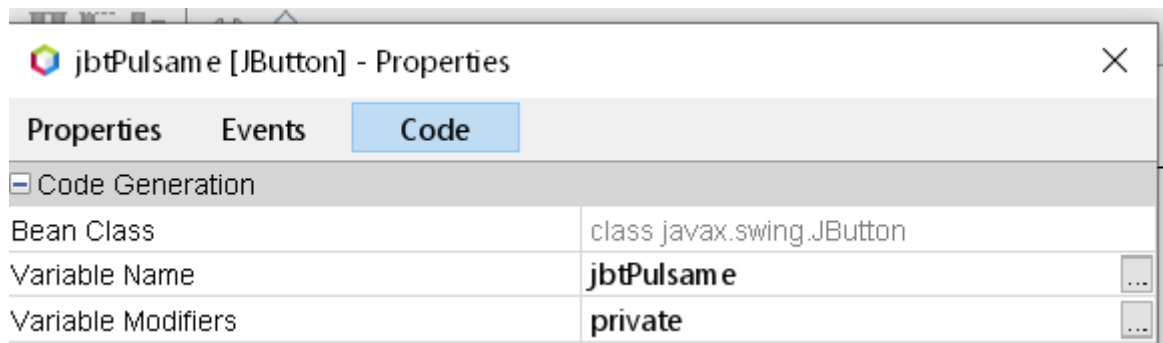 jbtPulsame [JButton] - Properties
Properties Events Code
Code Generation
Bean Class class javax.swing.JButton
Variable Name jbtPulsame ...
Variable Modifiers private ...